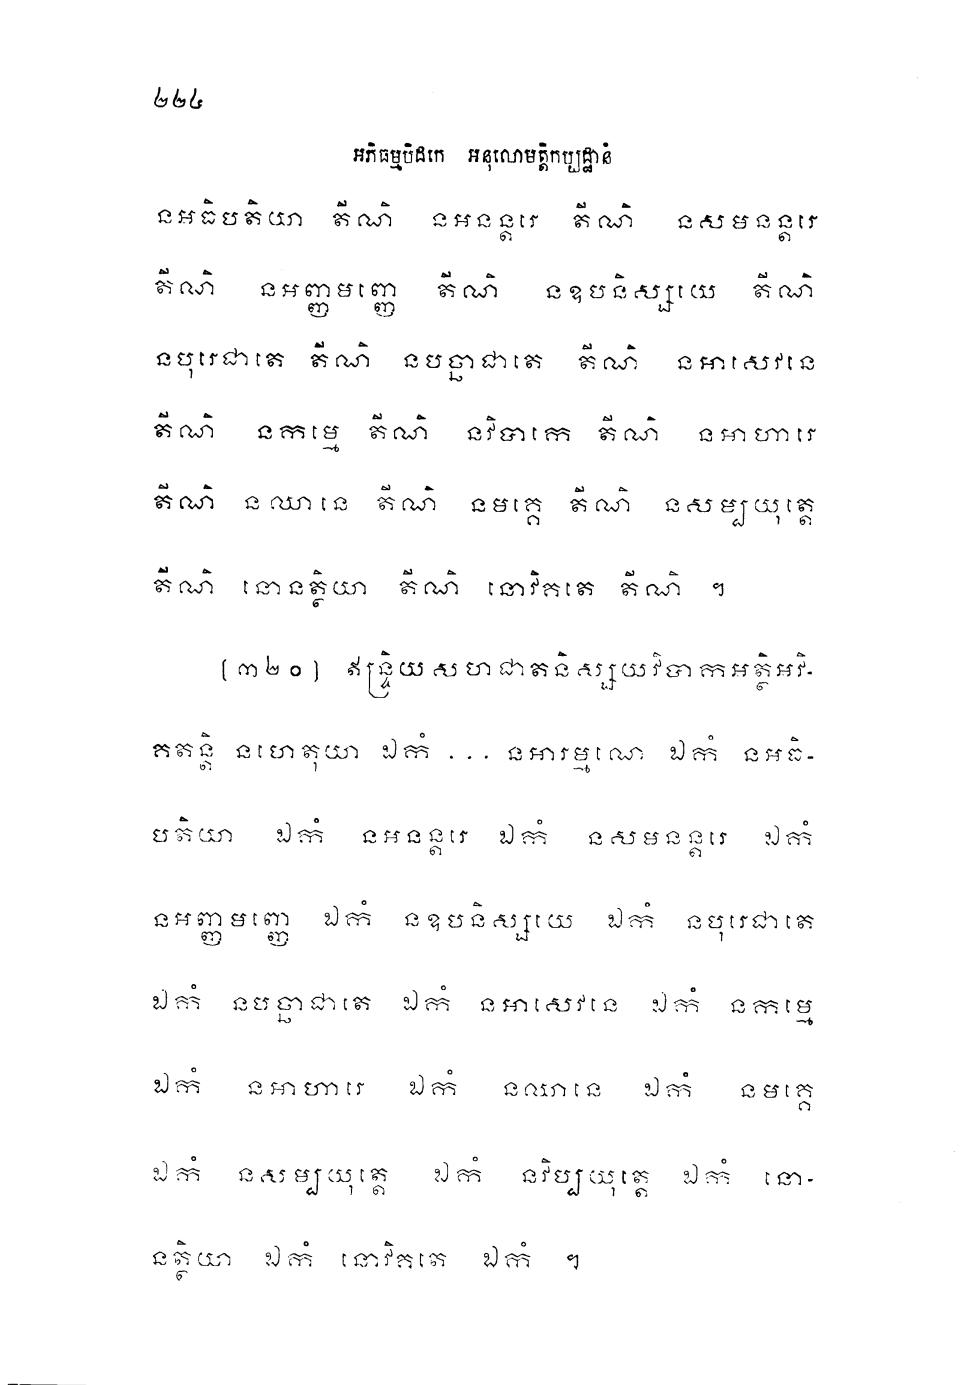 ២២៤
អភិធម្មបិដកេ អនុលោមត្តិកប្បដ្ឋានំ
នអធិបតិយា តីណិ នអនន្តរេ តីណិ នសមនន្តរេ
តីណិ នអញ្ញមញ្ញេ តីណិ នឧបនិស្សយេ តីណិ
នបុរេជាតេ តីណិ នបច្ឆាជាតេ តីណិ នអាសេវនេ
តីណិ នកម្មេ តីណិ នវិបាកេ តីណិ នអាហារេ
តីណិ នឈានេ តីណិ នមគ្គេ តីណិ នសម្បយុត្តេ
តីណិ នោនត្ថិយា តីណិ នោវិគតេ តីណិ ។
(៣២០) ឥន្ទ្រិយសហជាតនិស្សយវិបាកអត្ថិអវិ-
គតន្តិ នហេតុយា ឯកំ ... នអារម្មណេ ឯកំ នអធិ-
បតិយា ឯកំ នអនន្តរេ ឯកំ នសមនន្តរេ ឯកំ
នអញ្ញមញ្ញេ ឯកំ នឧបនិស្សយេ ឯកំ នបុរេជាតេ
ឯកំ នបច្ឆាជាតេ ឯកំ នអាសេវនេ ឯកំ នកម្មេ
ឯកំ នអាហារេ ឯកំ នឈានេ ឯកំ នមគ្គេ
ឯកំ នសម្បយុត្តេ ឯកំ នវិប្បយុត្តេ ឯកំ នោ-
នត្ថិយា ឯកំ នោវិគតេ ឯកំ ។